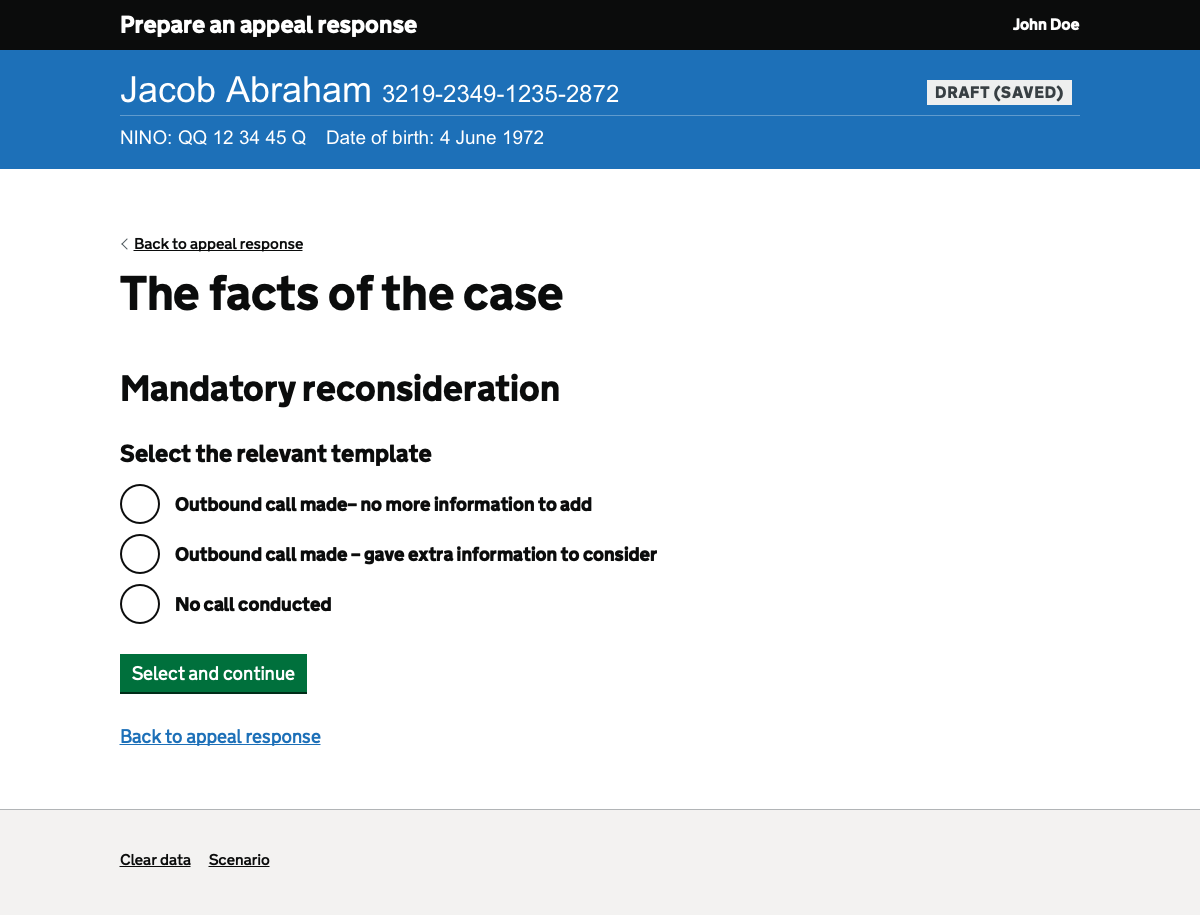 Prepare an appeal response John Doe
Jacob Abraham 3219-2349-1235-2872 DRAFT (SAVED)
NINO: QQ 12 34 45 Q Date of birth: 4 June 1972
Back to appeal response
The facts of the case
Mandatory reconsideration
Select the relevant template
Outbound call made– no more information to add
Outbound call made – gave extra information to consider
No call conducted
Select and continue
Back to appeal response
Clear data Scenario